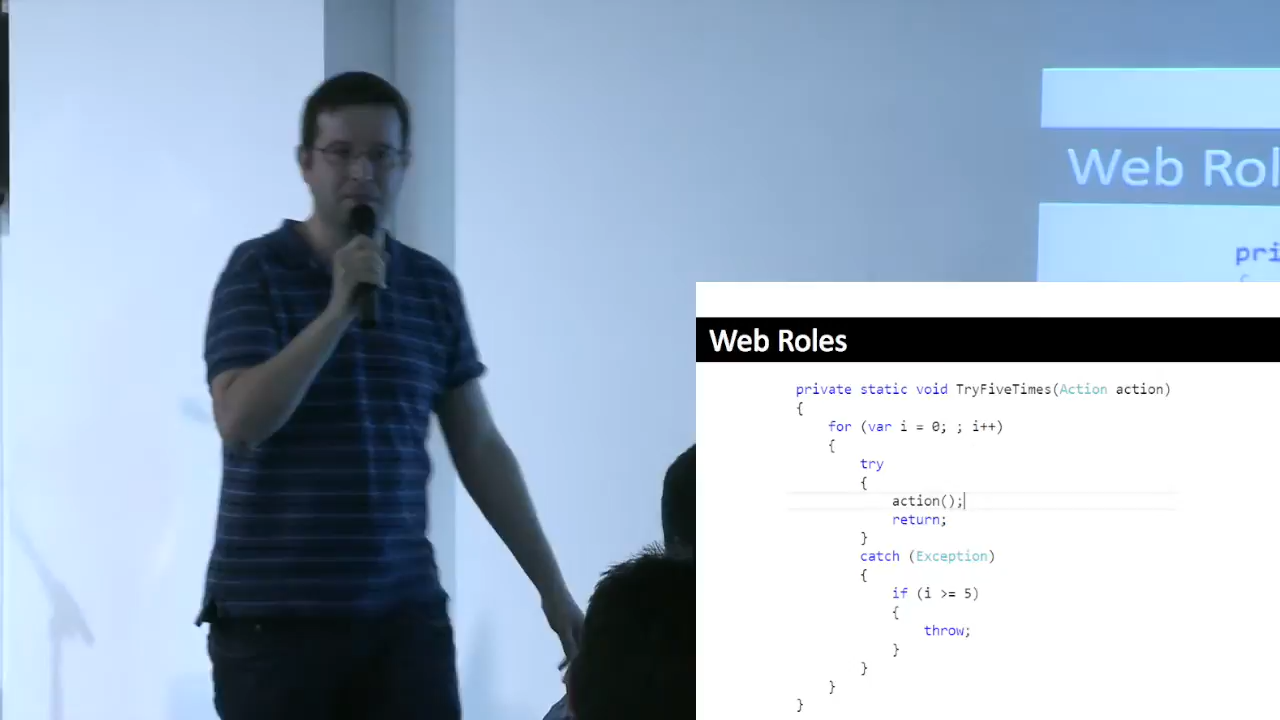 Web Rol
pri
Web Roles
private static void TryFiveTimes(Action action)
{
for (var i = 0; ; i++)
{
try
{
action();
return;
}
catch (Exception)
{
if (i >= 5)
{
throw;
}
}
}
}